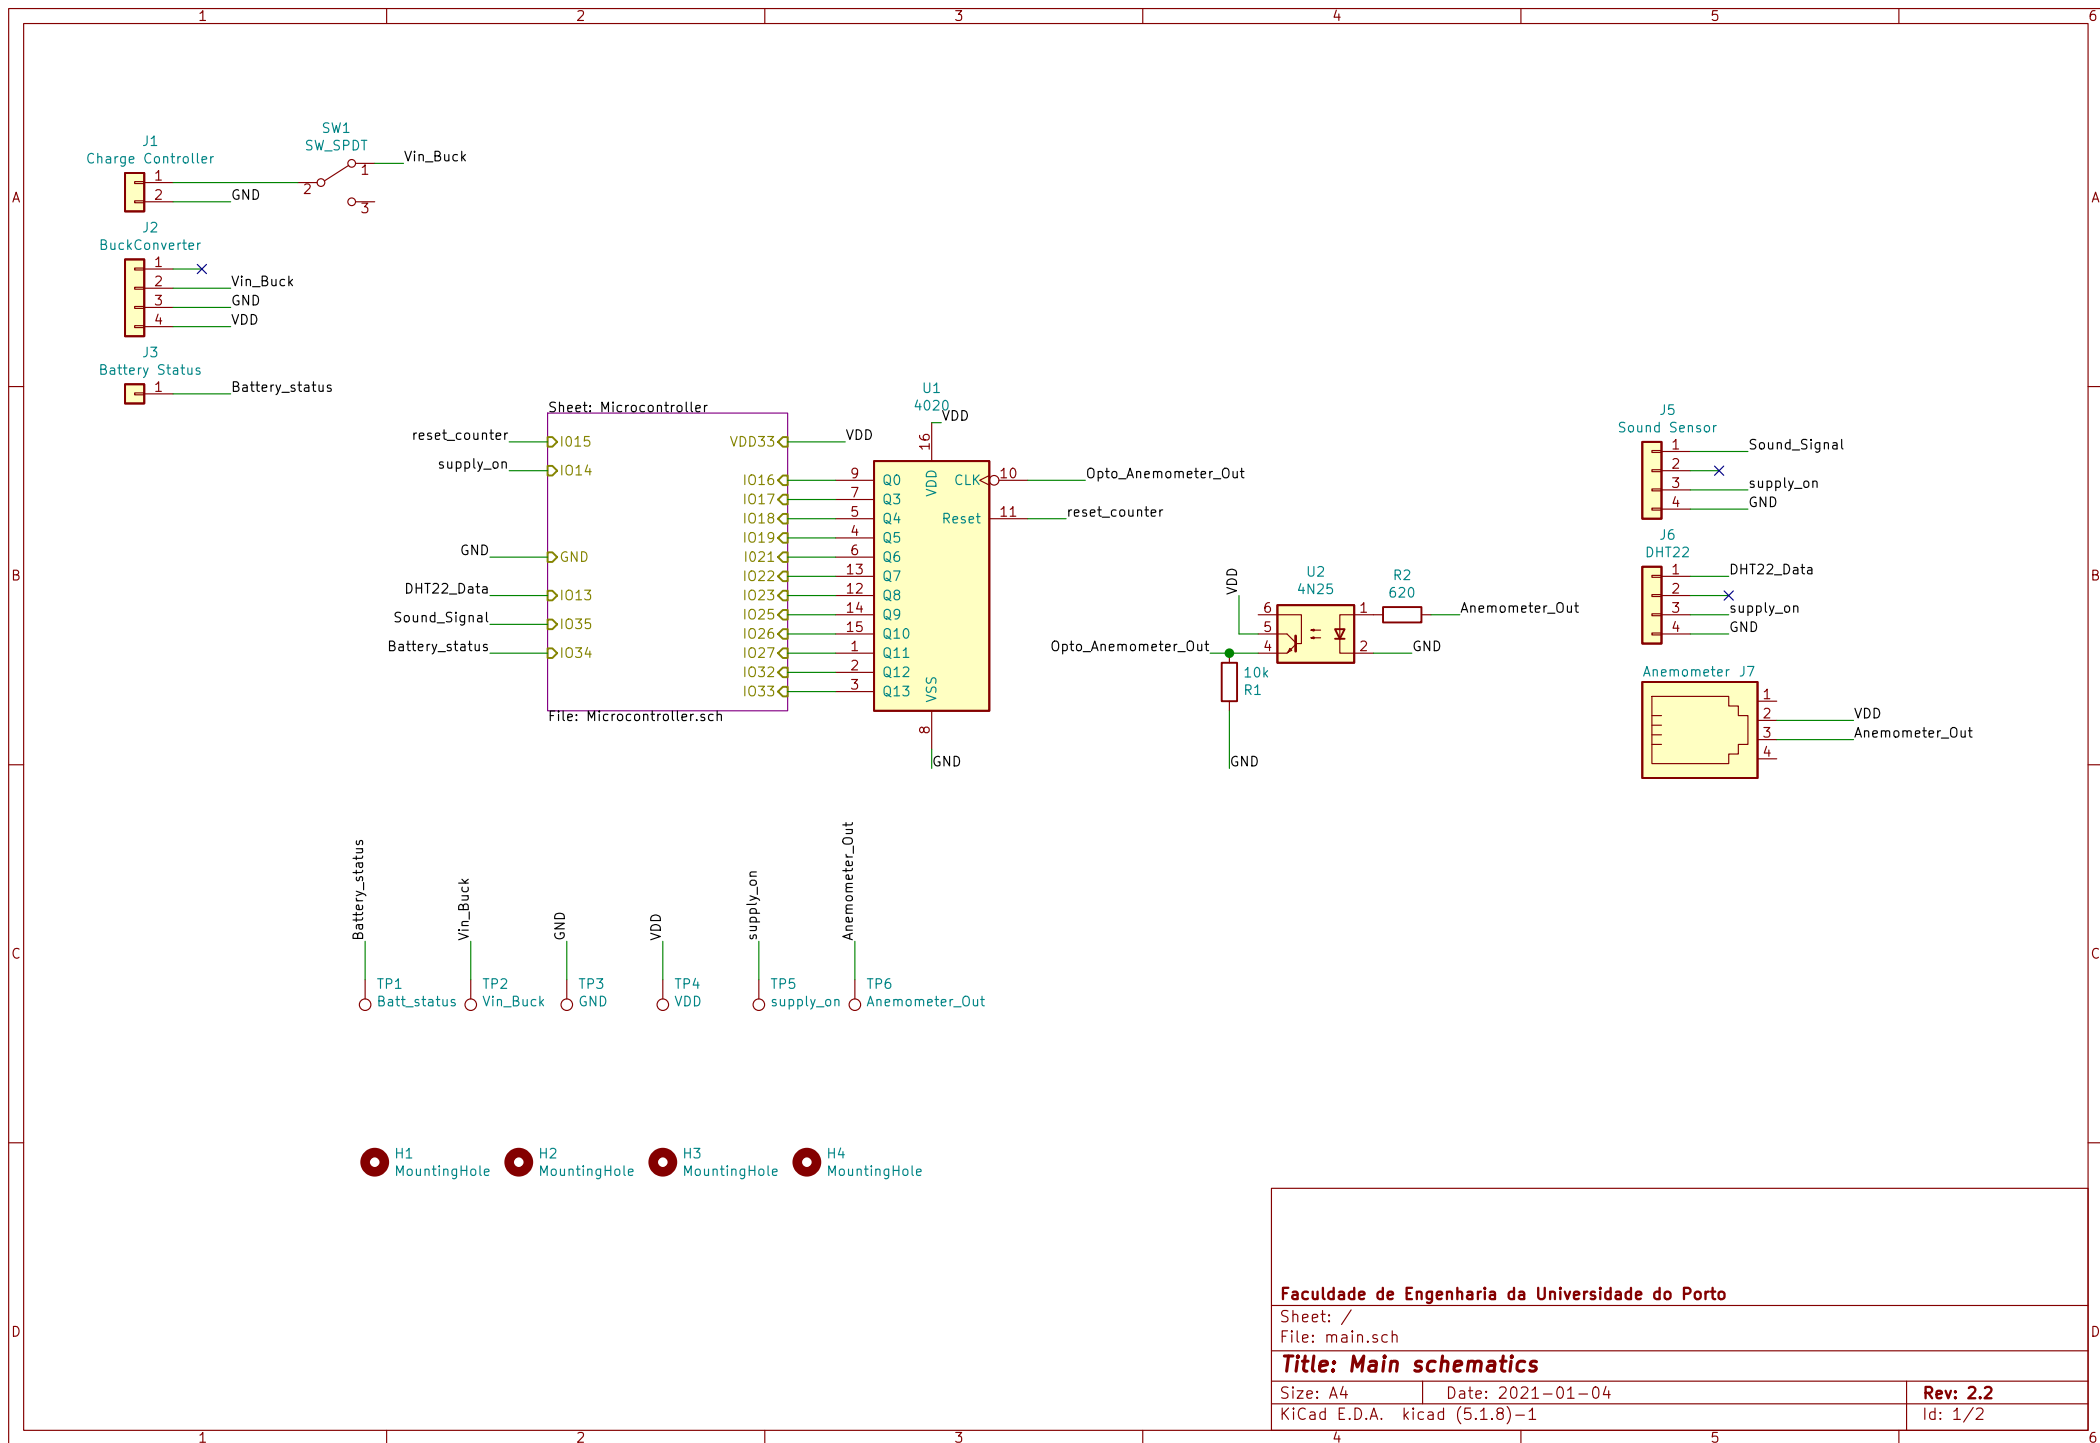 1 2 3 4 5 6
A A
B B
C C
D D
J1
Charge Controller
1
2
GND
SW1
SW_SPDT
2
1
3
Vin_Buck
J2
BuckConverter
1
2 Vin_Buck
3 GND
4 VDD
J3
Battery Status
1 Battery_status
Sheet: Microcontroller
reset_counter IO15
supply_on IO14
GND GND
DHT22_Data IO13
Sound_Signal IO35
Battery_status IO34
VDD33 VDD
IO16 9 Q0
IO17 7 Q3
IO18 5 Q4
IO19 4 Q5
IO21 6 Q6
IO22 13 Q7
IO23 12 Q8
IO25 14 Q9
IO26 15 Q10
IO27 1 Q11
IO32 2 Q12
IO33 3 Q13
File: Microcontroller.sch
U1
4020
VDD
16
VDD
CLK 10 Opto_Anemometer_Out
Reset 11 reset_counter
VSS
8
GND
VDD
U2
4N25
6
5
4
1
2
Opto_Anemometer_Out
10k
R1
GND
R2
620
Anemometer_Out
GND
J5
Sound Sensor
1 Sound_Signal
2
3 supply_on
4 GND
J6
DHT22
1 DHT22_Data
2
3 supply_on
4 GND
Anemometer J7
1
2 VDD
3 Anemometer_Out
4
Battery_status
TP1
Batt_status
Vin_Buck
TP2
Vin_Buck
GND
TP3
GND
VDD
TP4
VDD
supply_on
TP5
supply_on
Anemometer_Out
TP6
Anemometer_Out
H1
MountingHole
H2
MountingHole
H3
MountingHole
H4
MountingHole
Faculdade de Engenharia da Universidade do Porto
Sheet: /
File: main.sch
Title: Main schematics
Size: A4 Date: 2021-01-04 Rev: 2.2
KiCad E.D.A. kicad (5.1.8)-1 Id: 1/2
1 2 3 4 5 6